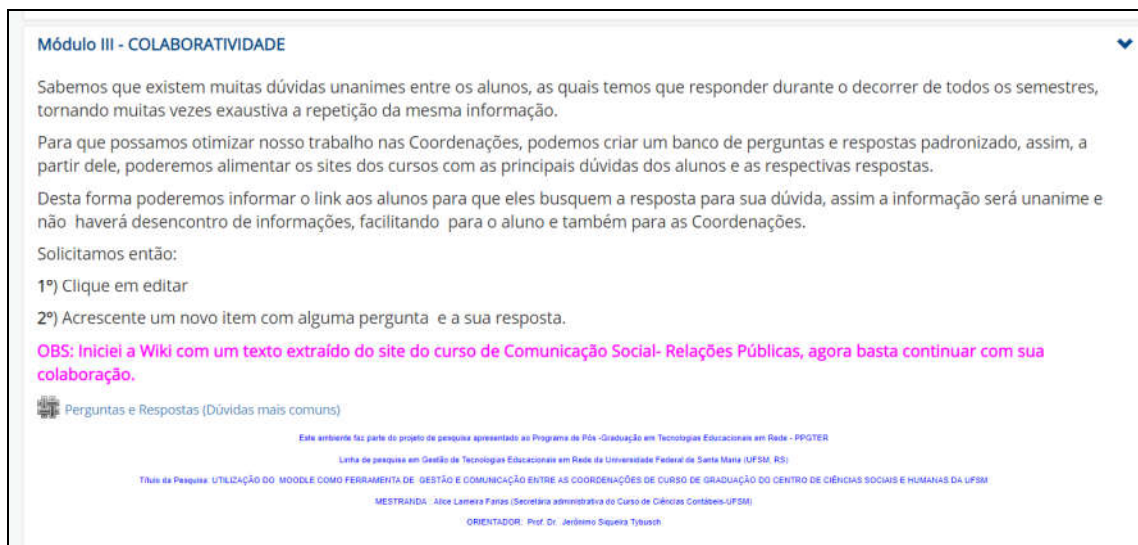 Módulo III - COLABORATIVIDADE
Sabemos que existem muitas dúvidas unanimes entre os alunos, as quais temos que responder durante o decorrer de todos os semestres,
tornando muitas vezes exaustiva a repetição da mesma informação.
Para que possamos otimizar nosso trabalho nas Coordenações, podemos criar um banco de perguntas e respostas padronizado, assim, a
partir dele, poderemos alimentar os sites dos cursos com as principais dúvidas dos alunos e as respectivas respostas.
Desta forma poderemos informar o link aos alunos para que eles busquem a resposta para sua dúvida, assim a informação será unanime e
não haverá desencontro de informações, facilitando para o aluno e também para as Coordenações.
Solicitamos então:
1º) Clique em editar
2º) Acrescente um novo item com alguma pergunta e a sua resposta.
OBS: Iniciei a Wiki com um texto extraído do site do curso de Comunicação Social- Relações Públicas, agora basta continuar com sua
colaboração.
Perguntas e Respostas (Dúvidas mais comuns)
Este ambiente faz parte do projeto de pesquisa apresentado ao Programa de Pós -Graduação em Tecnologias Educacionais em Rede - PPGTER
Linha de pesquisa em Gestão de Tecnologias Educacionais em Rede da Universidade Federal de Santa Maria (UFSM, RS)
Título da Pesquisa: UTILIZAÇÃO DO MOODLE COMO FERRAMENTA DE GESTÃO E COMUNICAÇÃO ENTRE AS COORDENAÇÕES DE CURSO DE GRADUAÇÃO DO CENTRO DE CIÊNCIAS SOCIAIS E HUMANAS DA UFSM
MESTRANDA : Alice Lameira Farias (Secretária administrativa do Curso de Ciências Contábeis-UFSM)
ORIENTADOR: Prof. Dr. Jerônimo Siqueira Tybusch